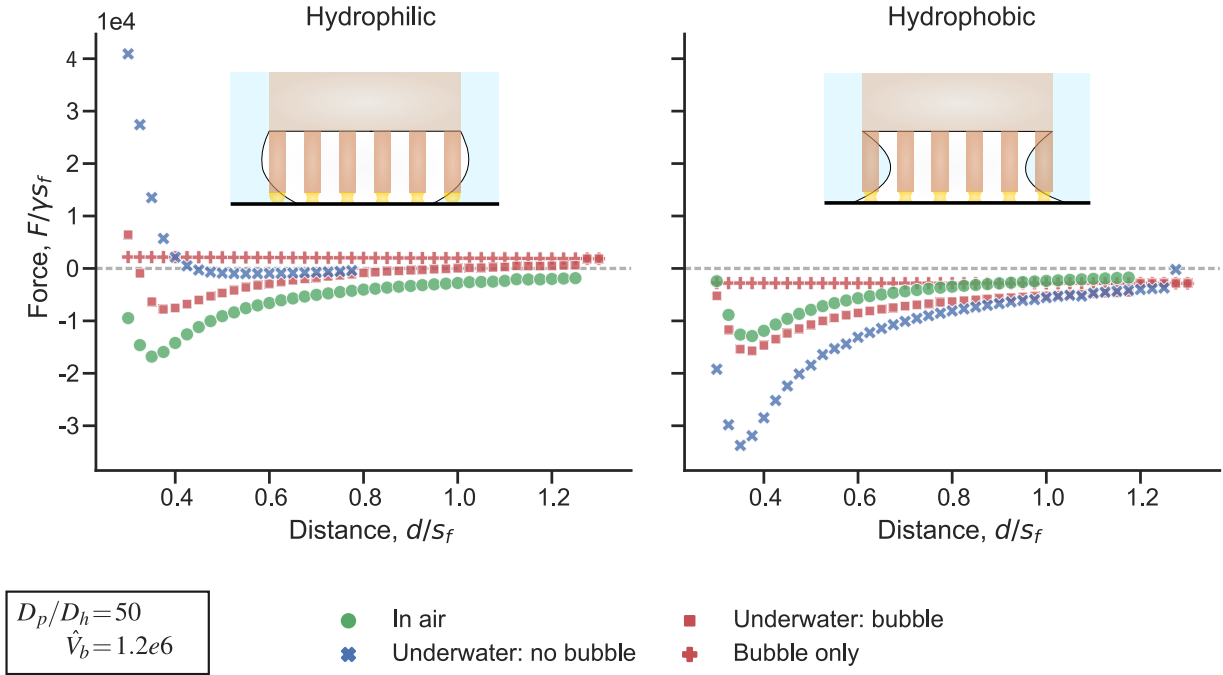 Hydrophilic
Hydrophobic
1e4
4
3
2
1
0
-1
-2
-3
Force, F/γs_f
0.4 0.6 0.8 1.0 1.2
0.4 0.6 0.8 1.0 1.2
Distance, d/s_f
Distance, d/s_f
D_p/D_h=50
V̂_b=1.2e6
In air
Underwater: no bubble
Underwater: bubble
Bubble only